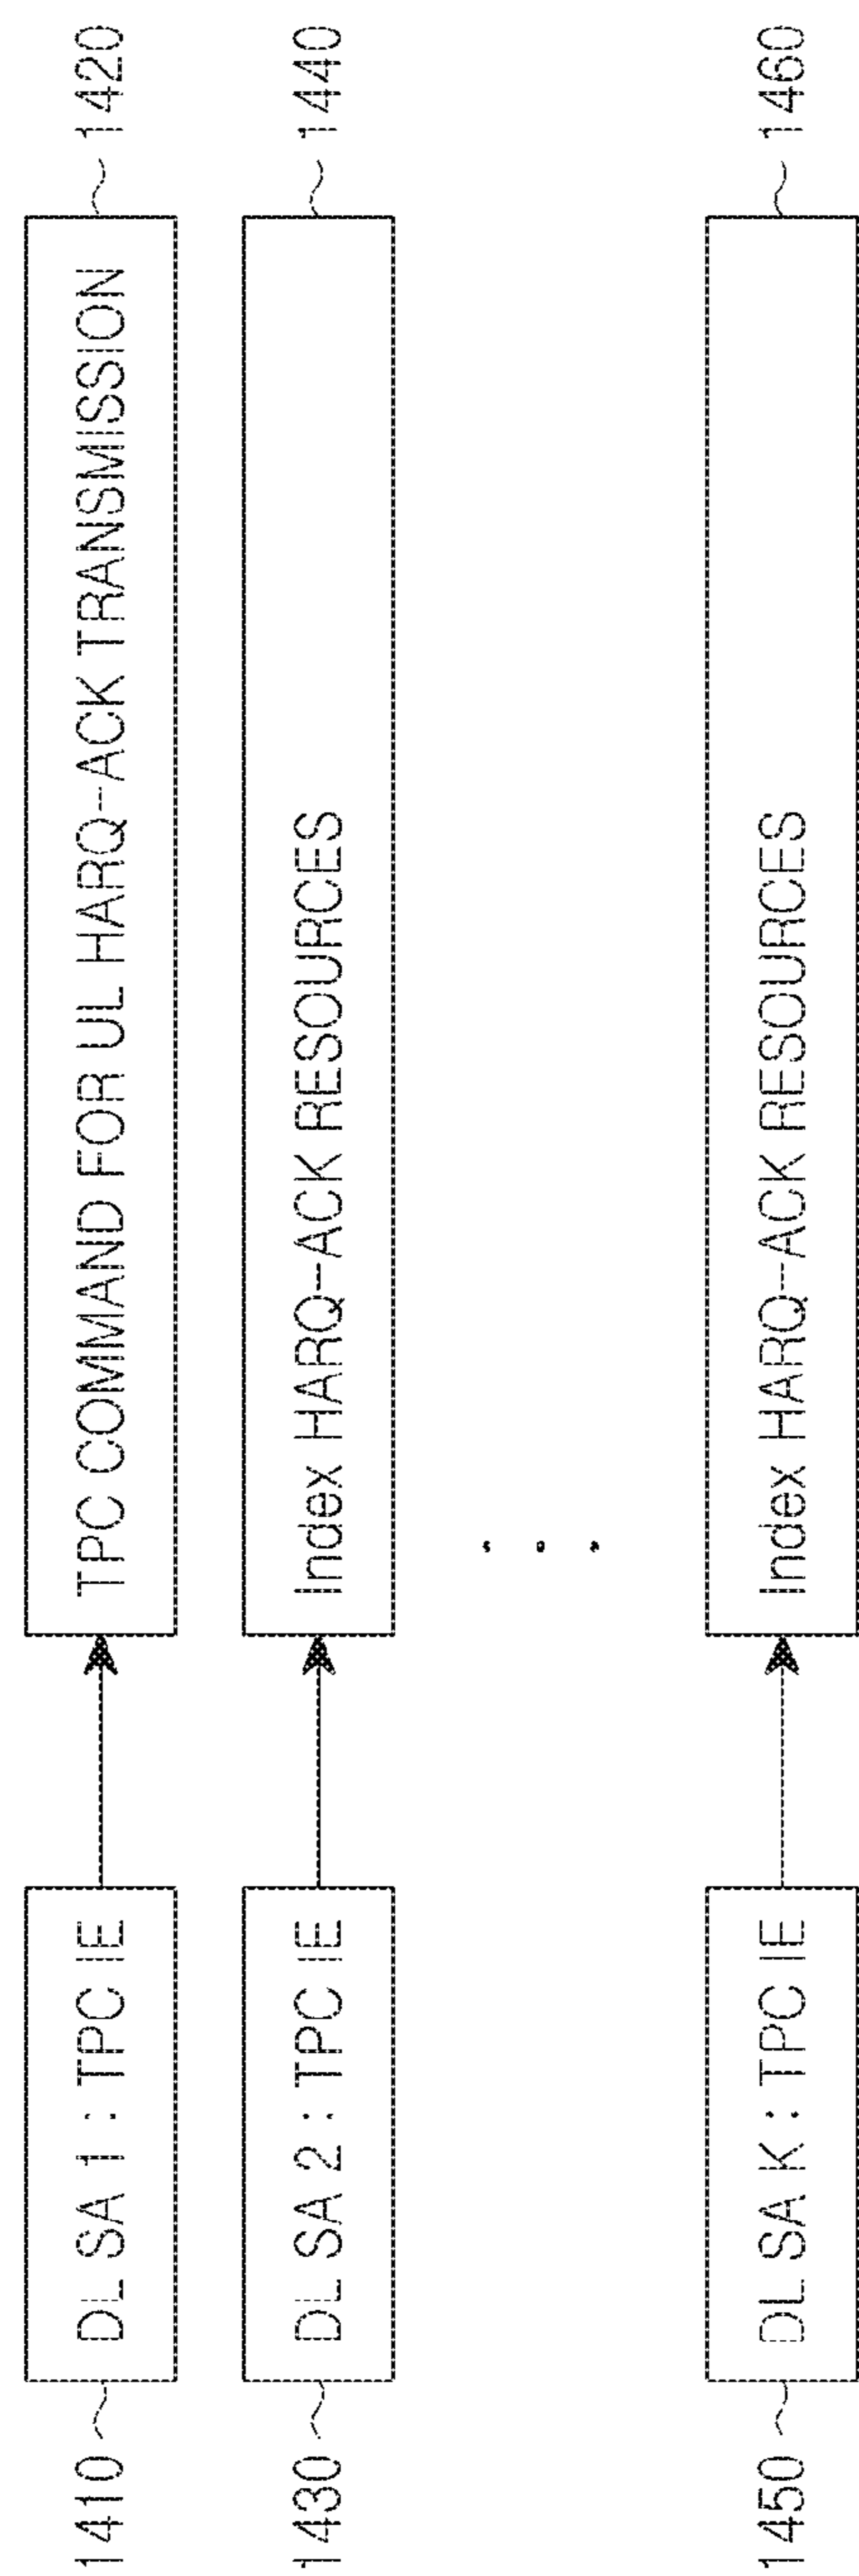 1410 DL SA 1 : TPC IE TPC COMMAND FOR UL HARQ-ACK TRANSMISSION 1420
1430 DL SA 2 : TPC IE Index HARQ-ACK RESOURCES 1440
. . .
1450 DL SA K : TPC IE Index HARQ-ACK RESOURCES 1460